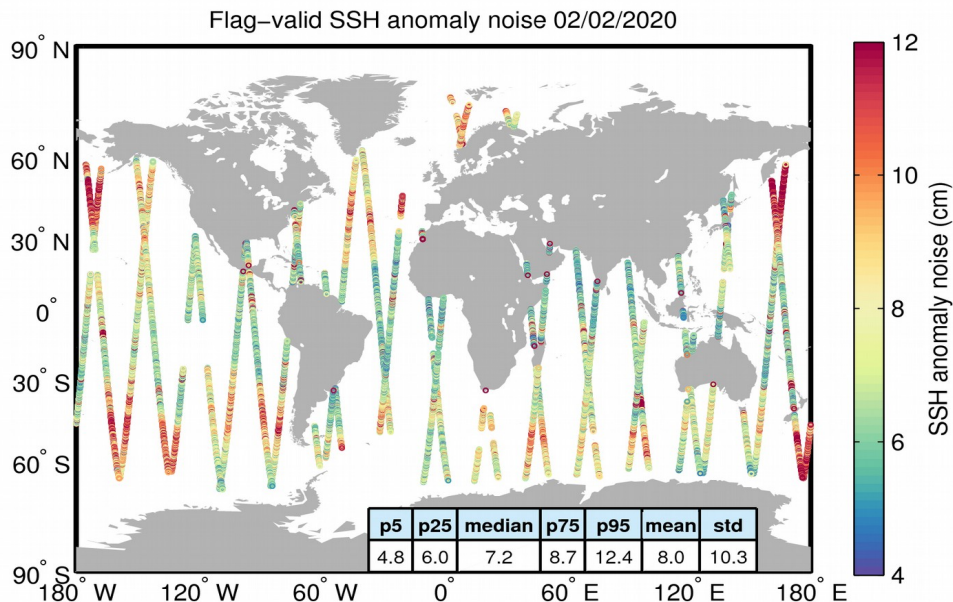 Flag−valid SSH anomaly noise 02/02/2020
90° N
60° N
30° N
0°
30° S
60° S
90° S
180° W
120° W
60° W
0°
60° E
120° E
180° E
p5 p25 median p75 p95 mean std
4.8 6.0 7.2 8.7 12.4 8.0 10.3
12
10
8
6
4
SSH anomaly noise (cm)